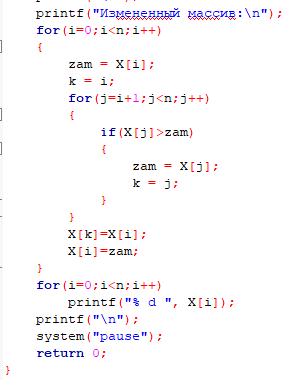 printf("Измененный массив:\n");
for(i=0;i<n;i++)
{
zam = X[i];
k = i;
for(j=i+1;j<n;j++)
{
if(X[j]>zam)
{
zam = X[j];
k = j;
}
}
X[k]=X[i];
X[i]=zam;
}
for(i=0;i<n;i++)
printf("% d ", X[i]);
printf("\n");
system("pause");
return 0;
}